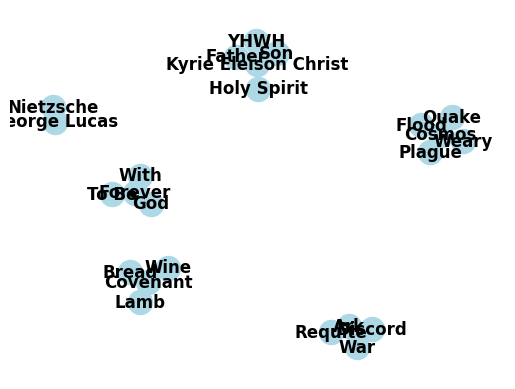 YHWH
Father Son
Kyrie Eleison Christ
Holy Spirit
Nietzsche
eorge Lucas
Flood Quake
Cosmos
Weary
Plague
With
To Be Forever
God
Bread Wine
Covenant
Lamb
Requite Ark Discord
War